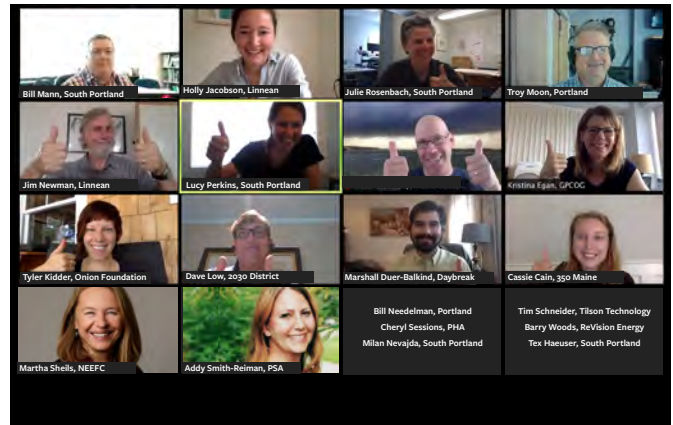 Bill Mann, South Portland
Holly Jacobson, Linnean
Julie Rosenbach, South Portland
Troy Moon, Portland
Jim Newman, Linnean
Lucy Perkins, South Portland
Kristina Egan, GPCOG
Tyler Kidder, Onion Foundation
Dave Low, 2030 District
Marshall Duer-Balkind, Daybreak
Cassie Cain, 350 Maine
Martha Sheils, NEEFC
Addy Smith-Reiman, PSA
Bill Needelman, Portland
Cheryl Sessions, PHA
Milan Nevajda, South Portland
Tim Schneider, Tilson Technology
Barry Woods, ReVision Energy
Tex Haeuser, South Portland